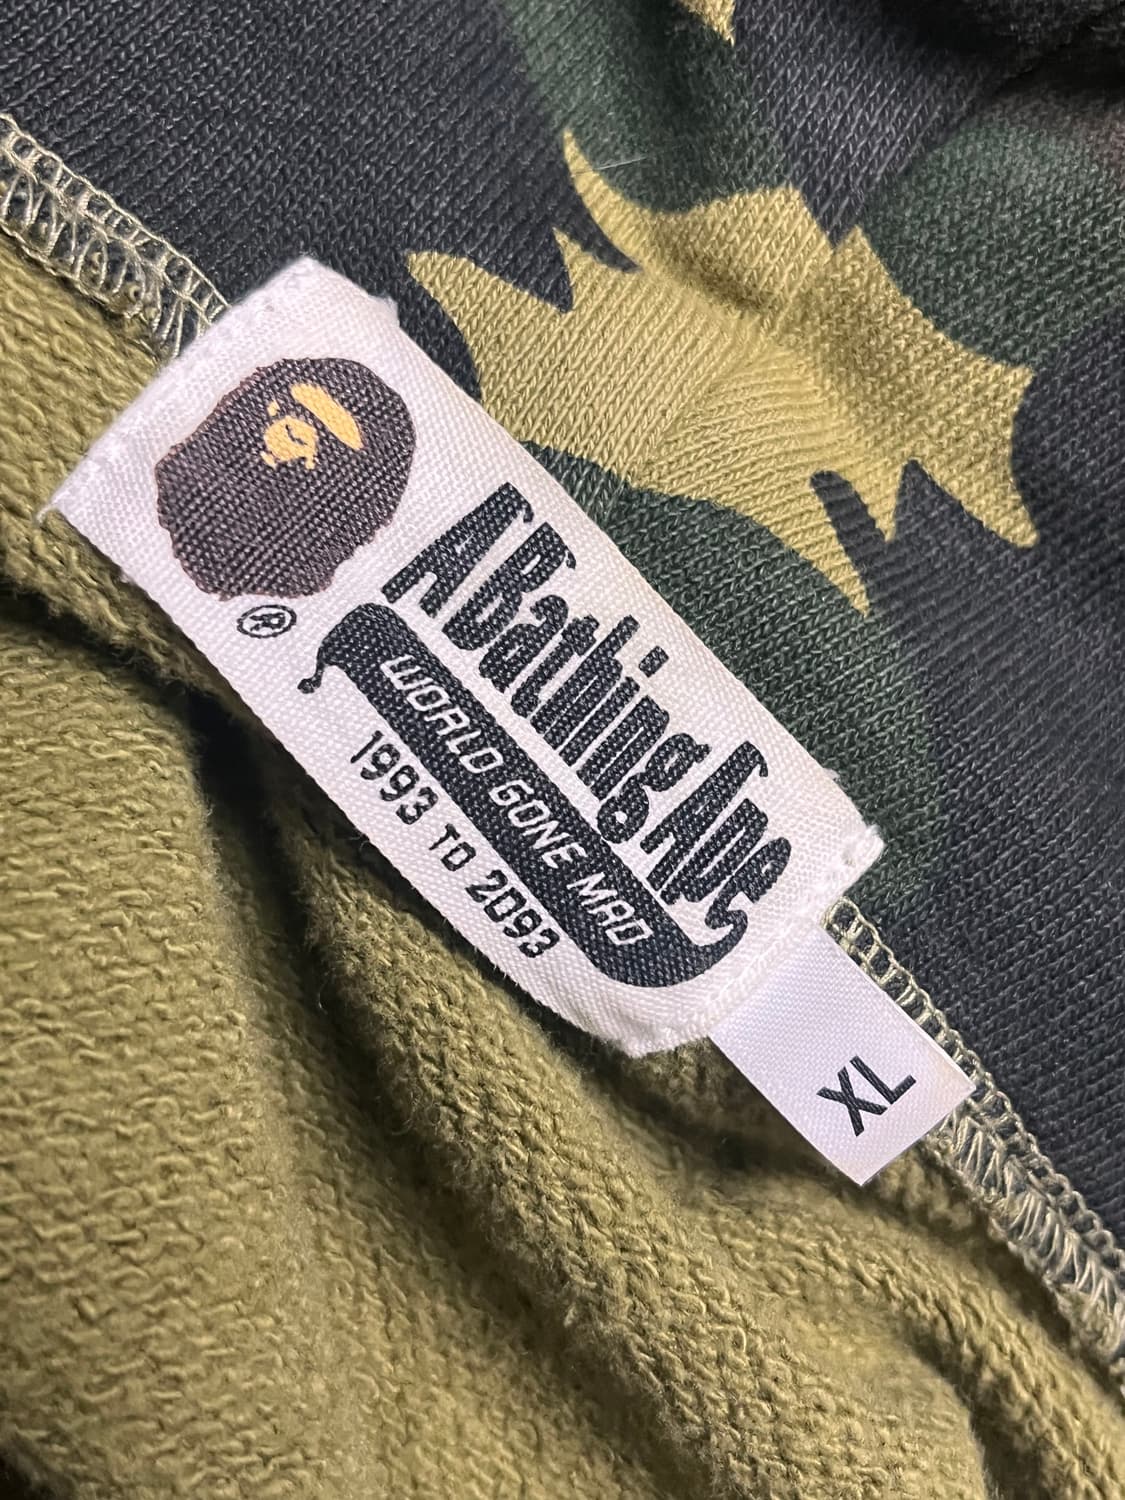 ®
A Bathing Ape
WORLD GONE MAD
1993 TO 2093
XL